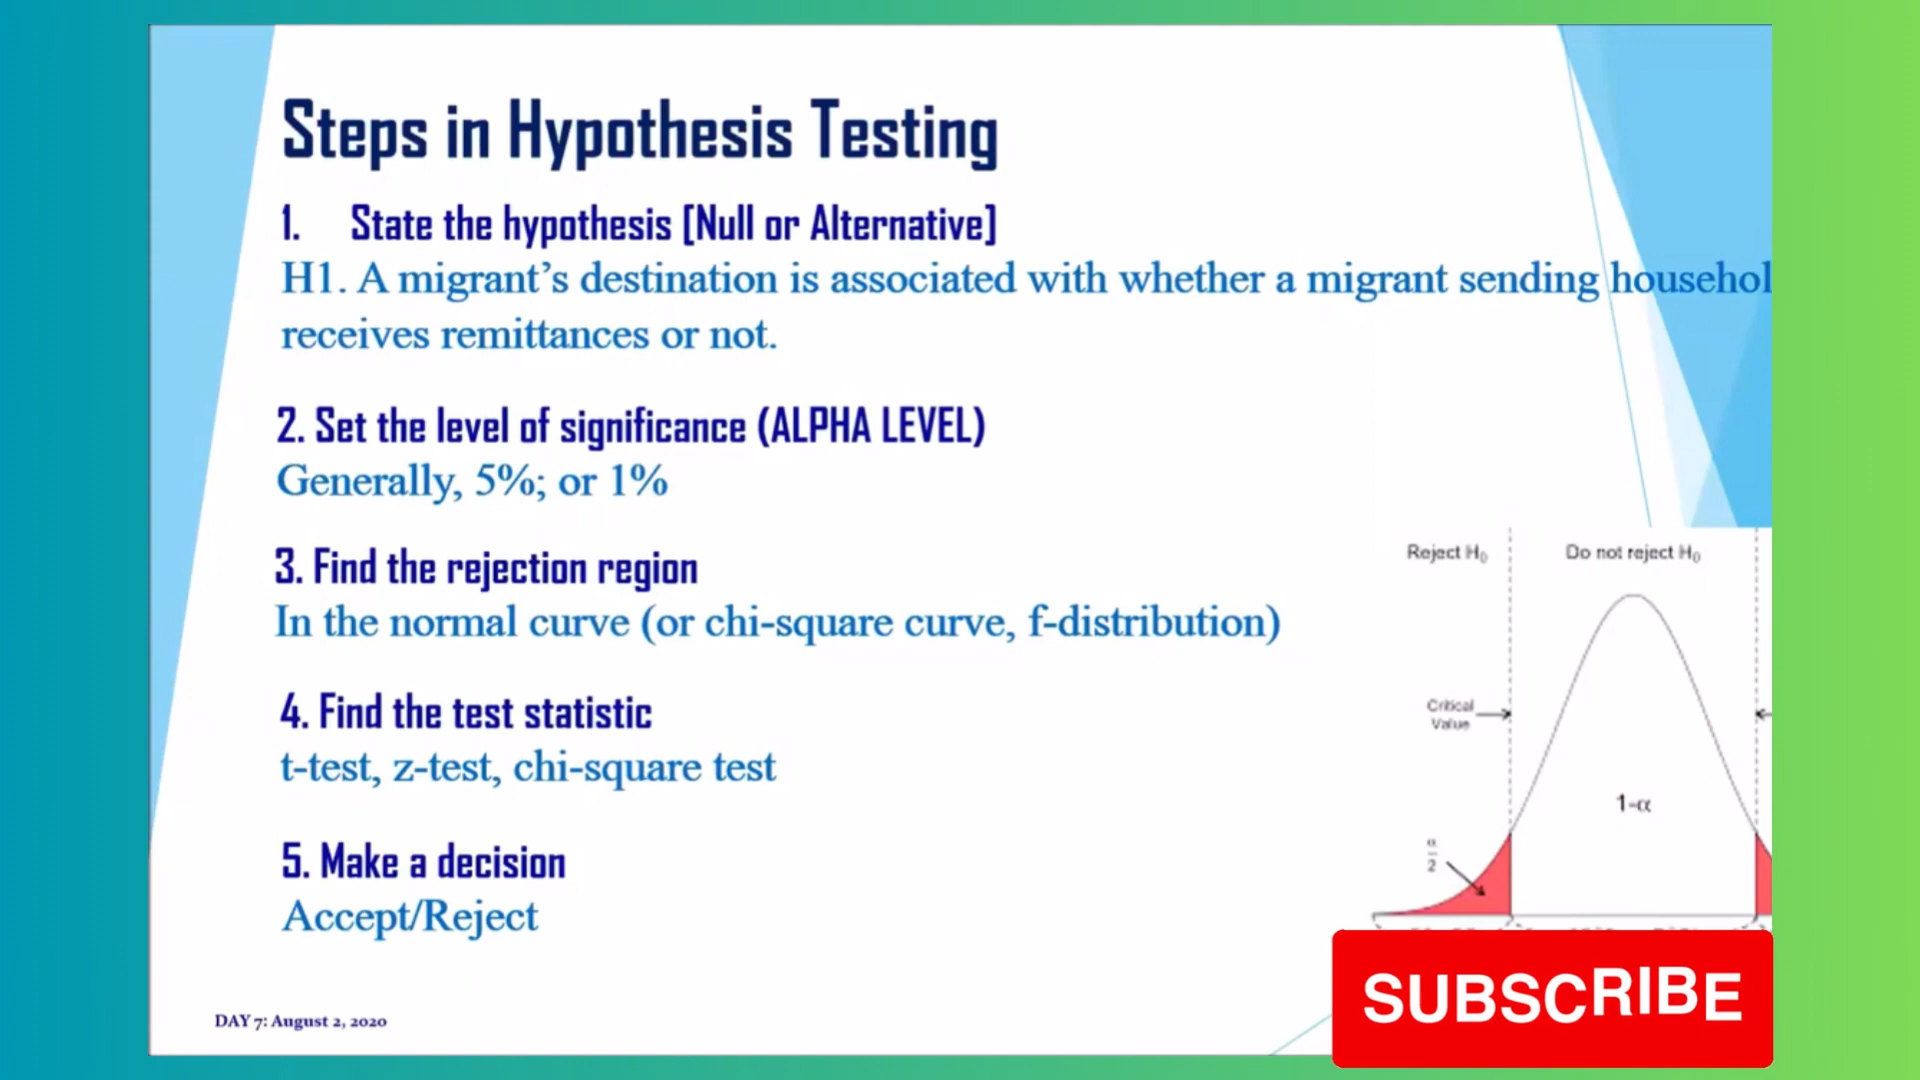 Steps in Hypothesis Testing
1. State the hypothesis [Null or Alternative]
H1. A migrant’s destination is associated with whether a migrant sending househol
receives remittances or not.
2. Set the level of significance (ALPHA LEVEL)
Generally, 5%; or 1%
3. Find the rejection region
In the normal curve (or chi-square curve, f-distribution)
4. Find the test statistic
t-test, z-test, chi-square test
5. Make a decision
Accept/Reject
Reject H₀
Do not reject H₀
Critical
Value
1-α
α
2
DAY 7: August 2, 2020
SUBSCRIBE